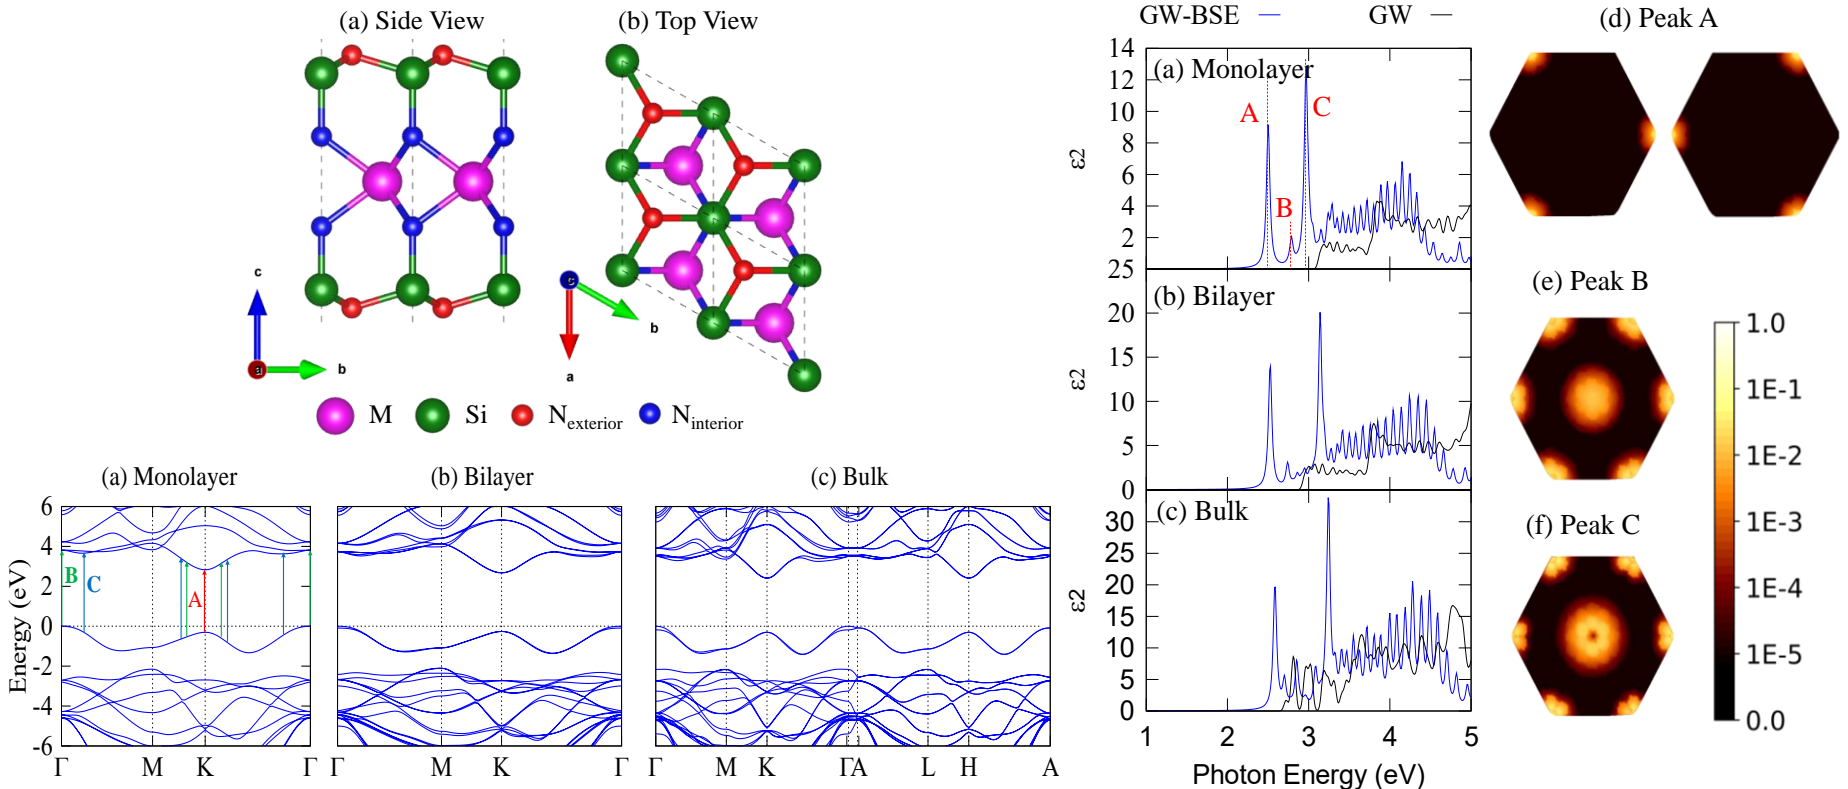 (a) Side View
(b) Top View
c
a
b
c
b
a
M
Si
N_exterior
N_interior
(a) Monolayer
(b) Bilayer
(c) Bulk
Energy (eV)
6
4
2
0
-2
-4
-6
B
C
A
Γ
M
K
Γ
Γ
M
K
Γ
Γ
M
K
Γ
A
L
H
A
GW-BSE
GW
(a) Monolayer
A
B
C
ε2
14
12
10
8
6
4
2
(b) Bilayer
ε2
25
20
15
10
5
0
(c) Bulk
ε2
30
25
20
15
10
5
0
1
2
3
4
5
Photon Energy (eV)
(d) Peak A
(e) Peak B
(f) Peak C
1.0
1E-1
1E-2
1E-3
1E-4
1E-5
0.0